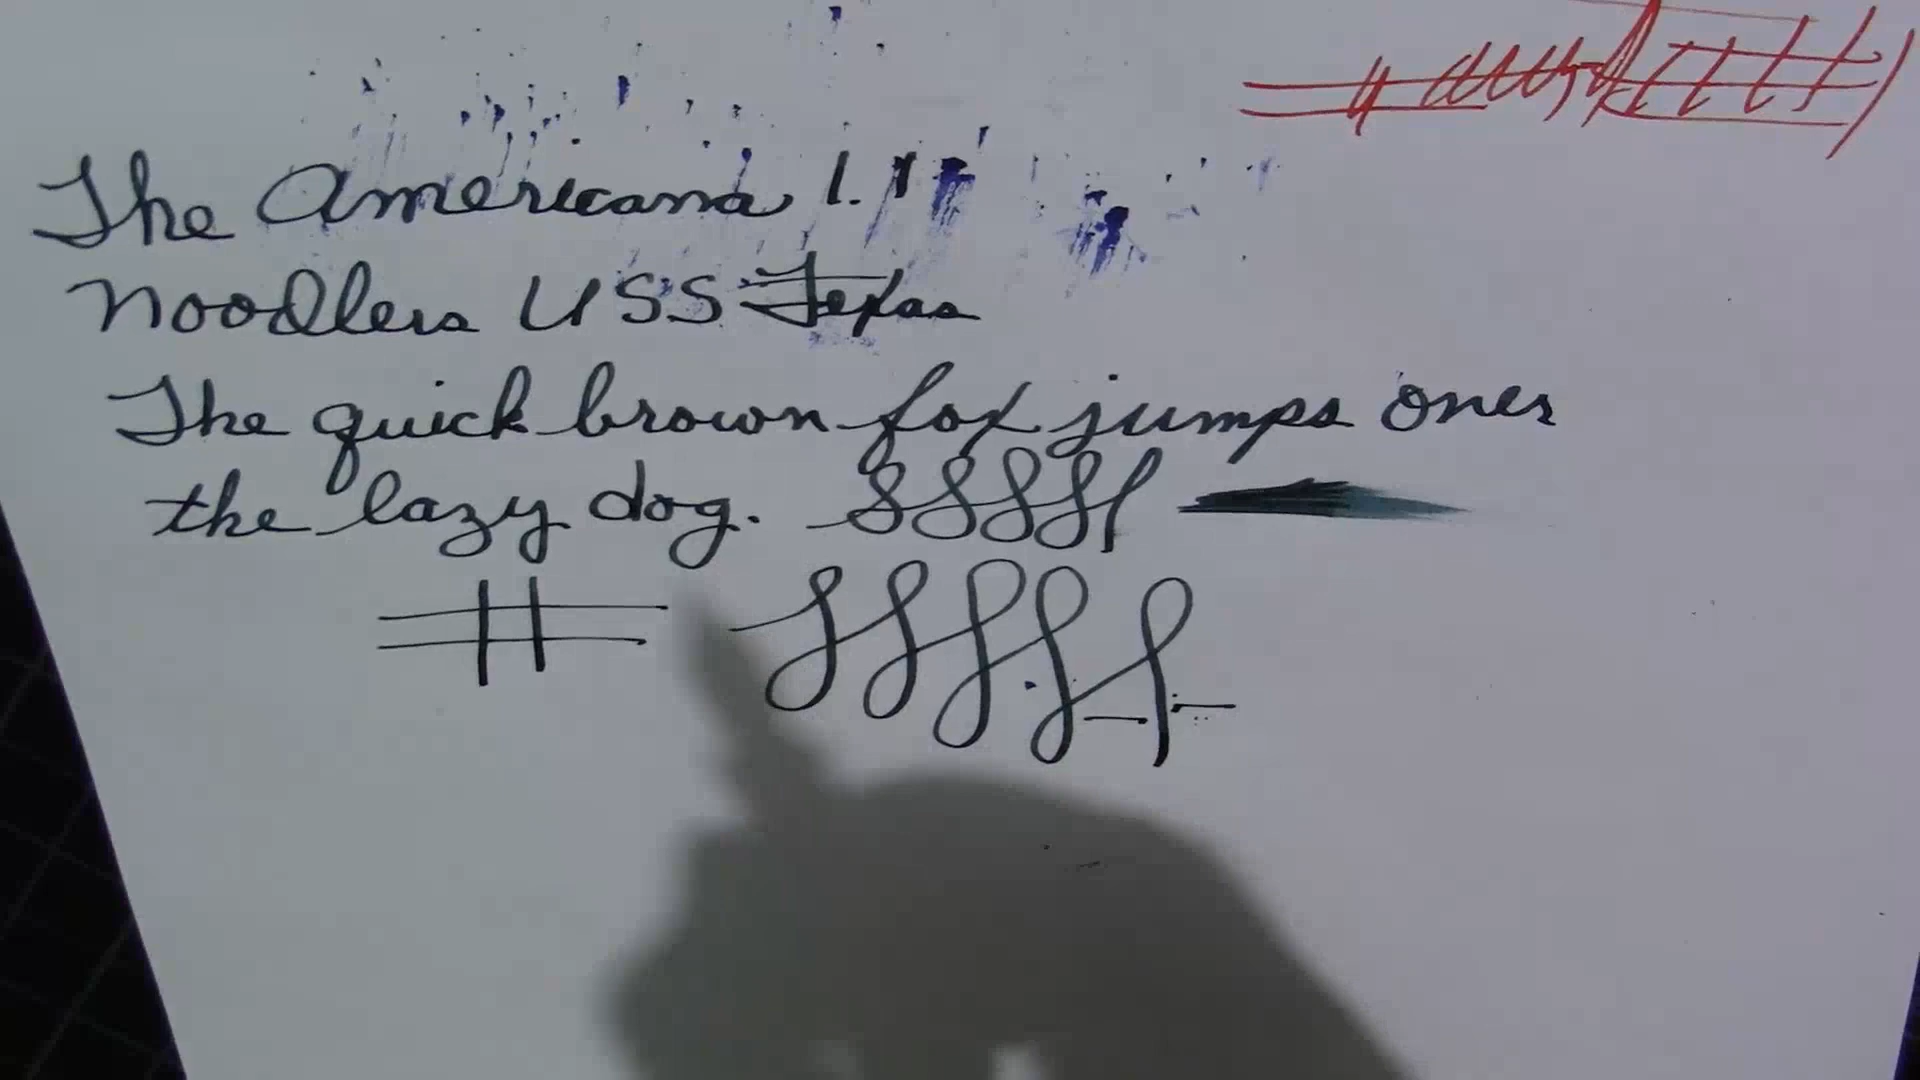 The Americana 1.1
Noodlers USS Texas
The quick brown fox jumps over
the lazy dog.